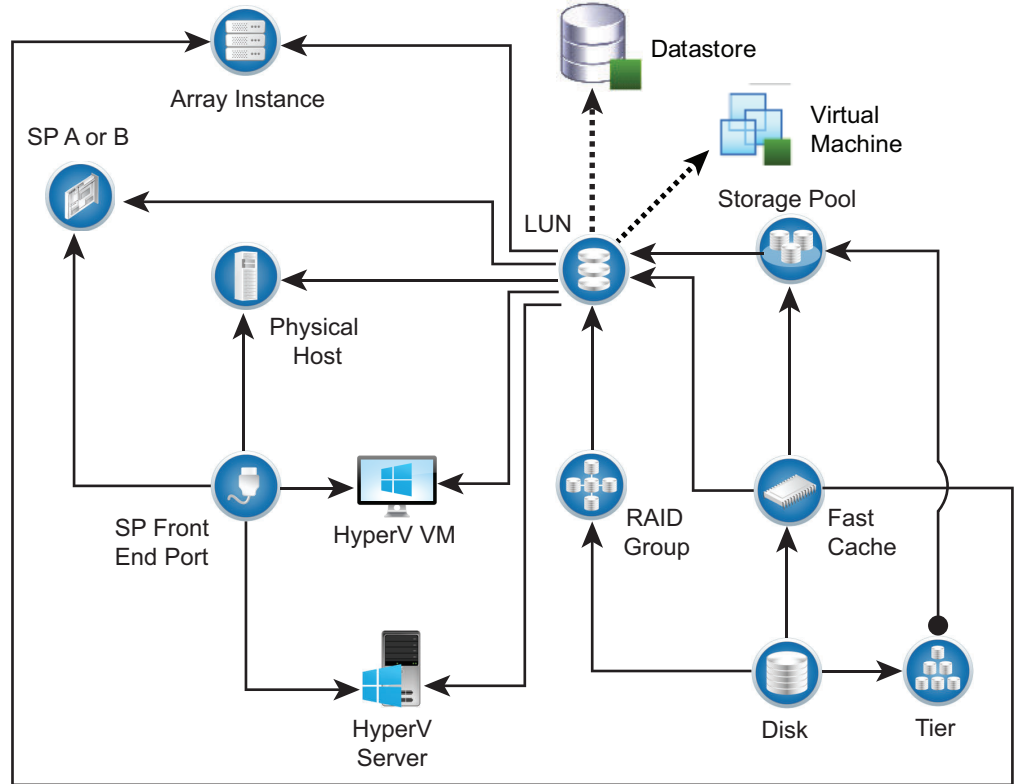 Datastore
Array Instance
Virtual
Machine
SP A or B
Storage Pool
LUN
Physical
Host
SP Front
End Port
HyperV VM
RAID
Group
Fast
Cache
HyperV
Server
Disk
Tier